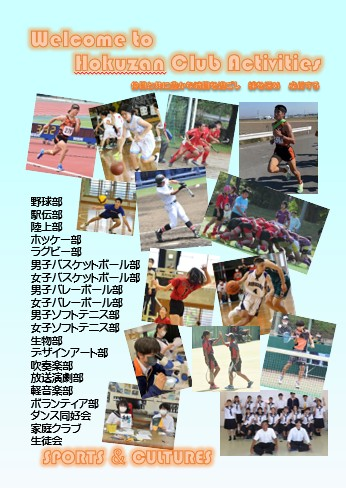 Welcome to
Hokuzan Club Activities
野球部
駅伝部
陸上部
ホッケー部
ラグビー部
男子バスケットボール部
女子バスケットボール部
男子バレーボール部
女子バレーボール部
男子ソフトテニス部
女子ソフトテニス部
生物部
デザインアート部
吹奏楽部
放送演劇部
軽音楽部
ボランティア部
ダンス同好会
家庭クラブ
生徒会
SPORTS & CULTURES